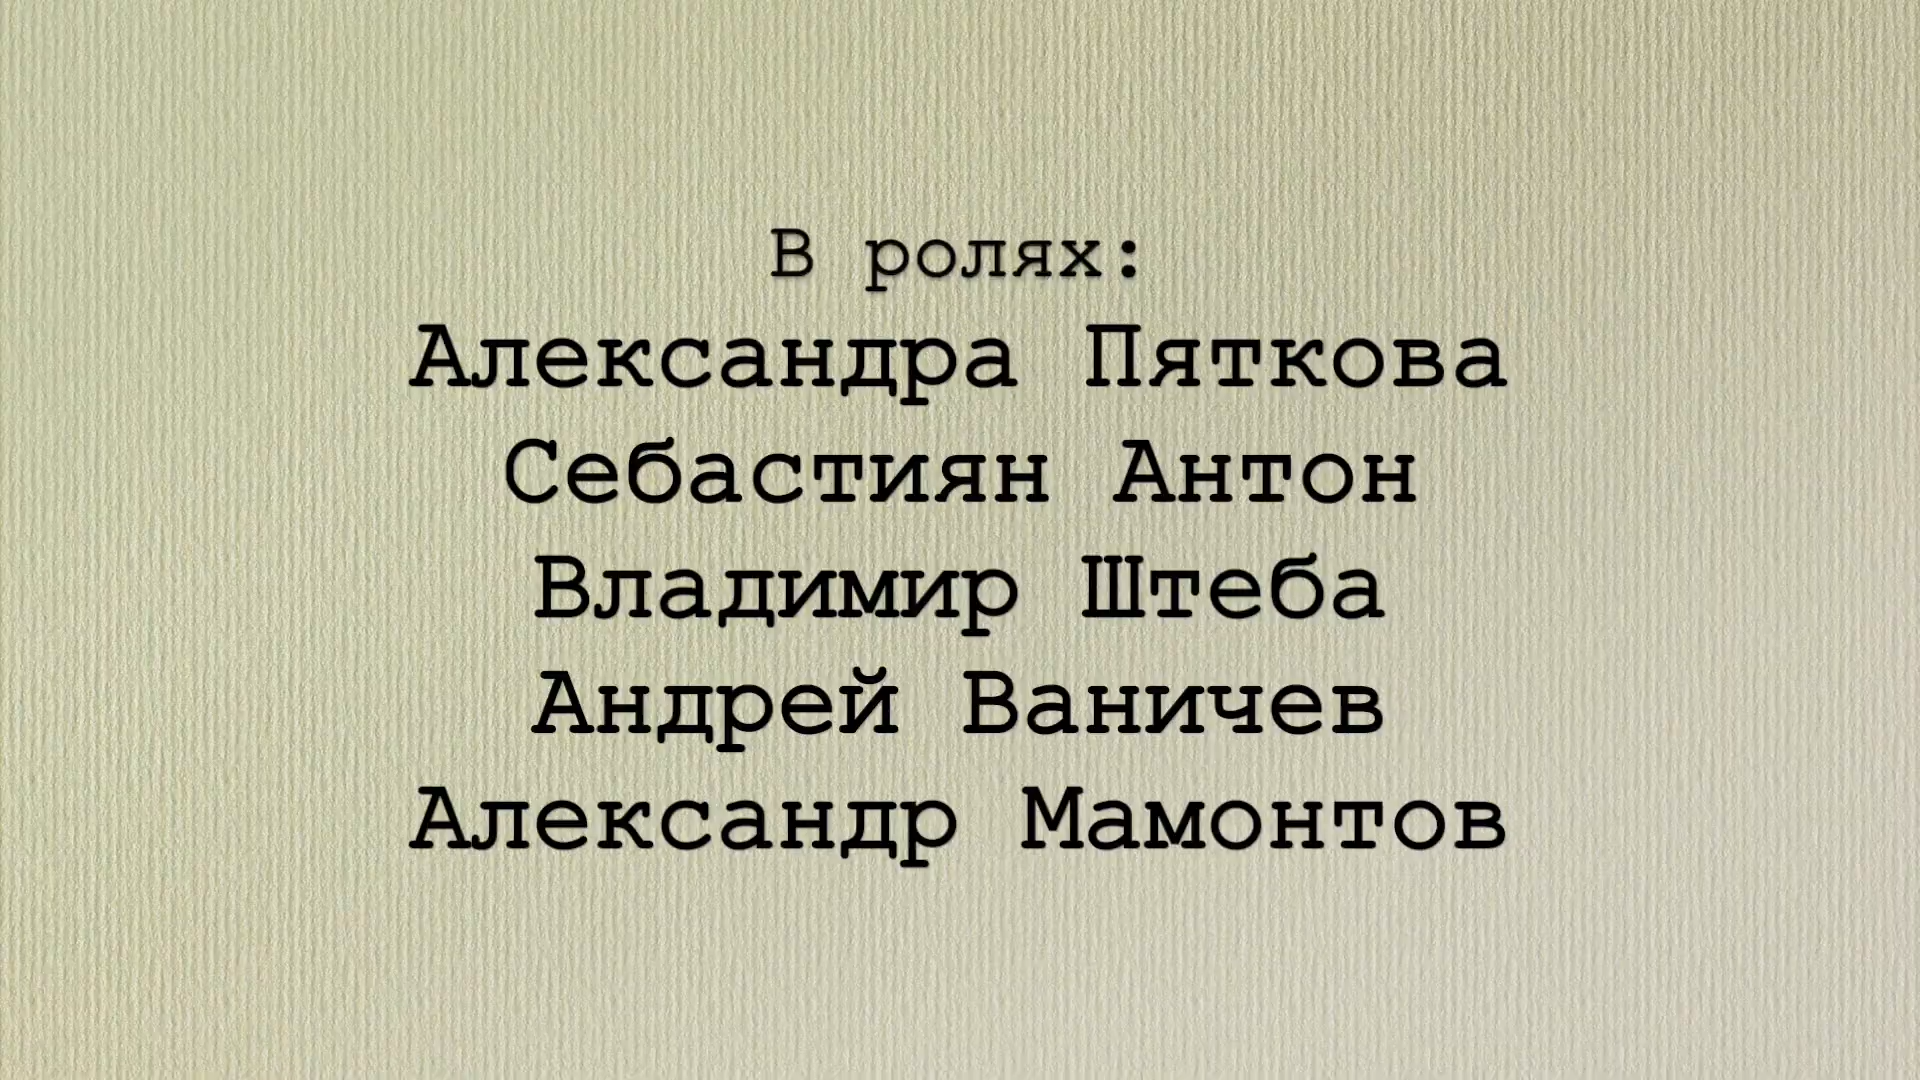 В ролях:
Александра Пяткова
Себастиян Антон
Владимир Штеба
Андрей Ваничев
Александр Мамонтов